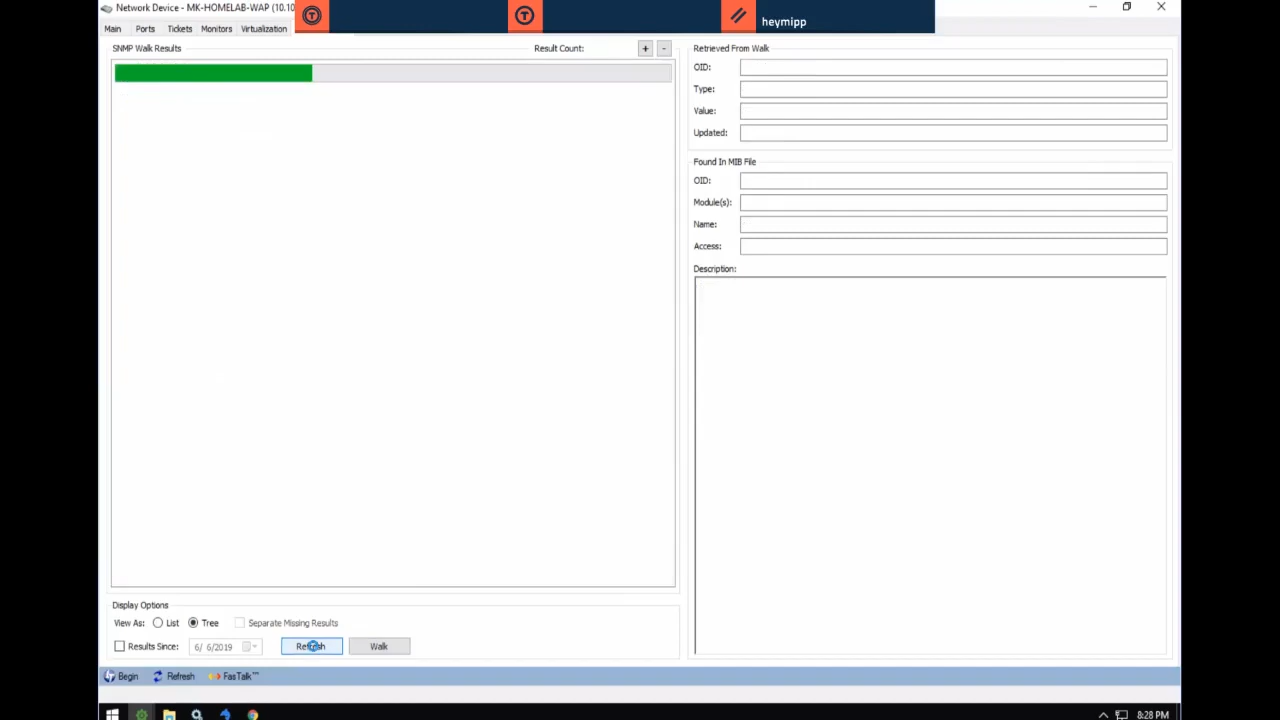 Network Device - MK-HOMELAB-WAP (10.10
heymipp
Main Ports Tickets Monitors Virtualization
SNMP Walk Results Result Count: + -
Retrieved From Walk
OID:
Type:
Value:
Updated:
Found In MIB File
OID:
Module(s):
Name:
Access:
Description:
Display Options
View As: List Tree Separate Missing Results
Results Since: 6/ 6/2019 Refresh Walk
Begin Refresh FasTalk™
8:28 PM